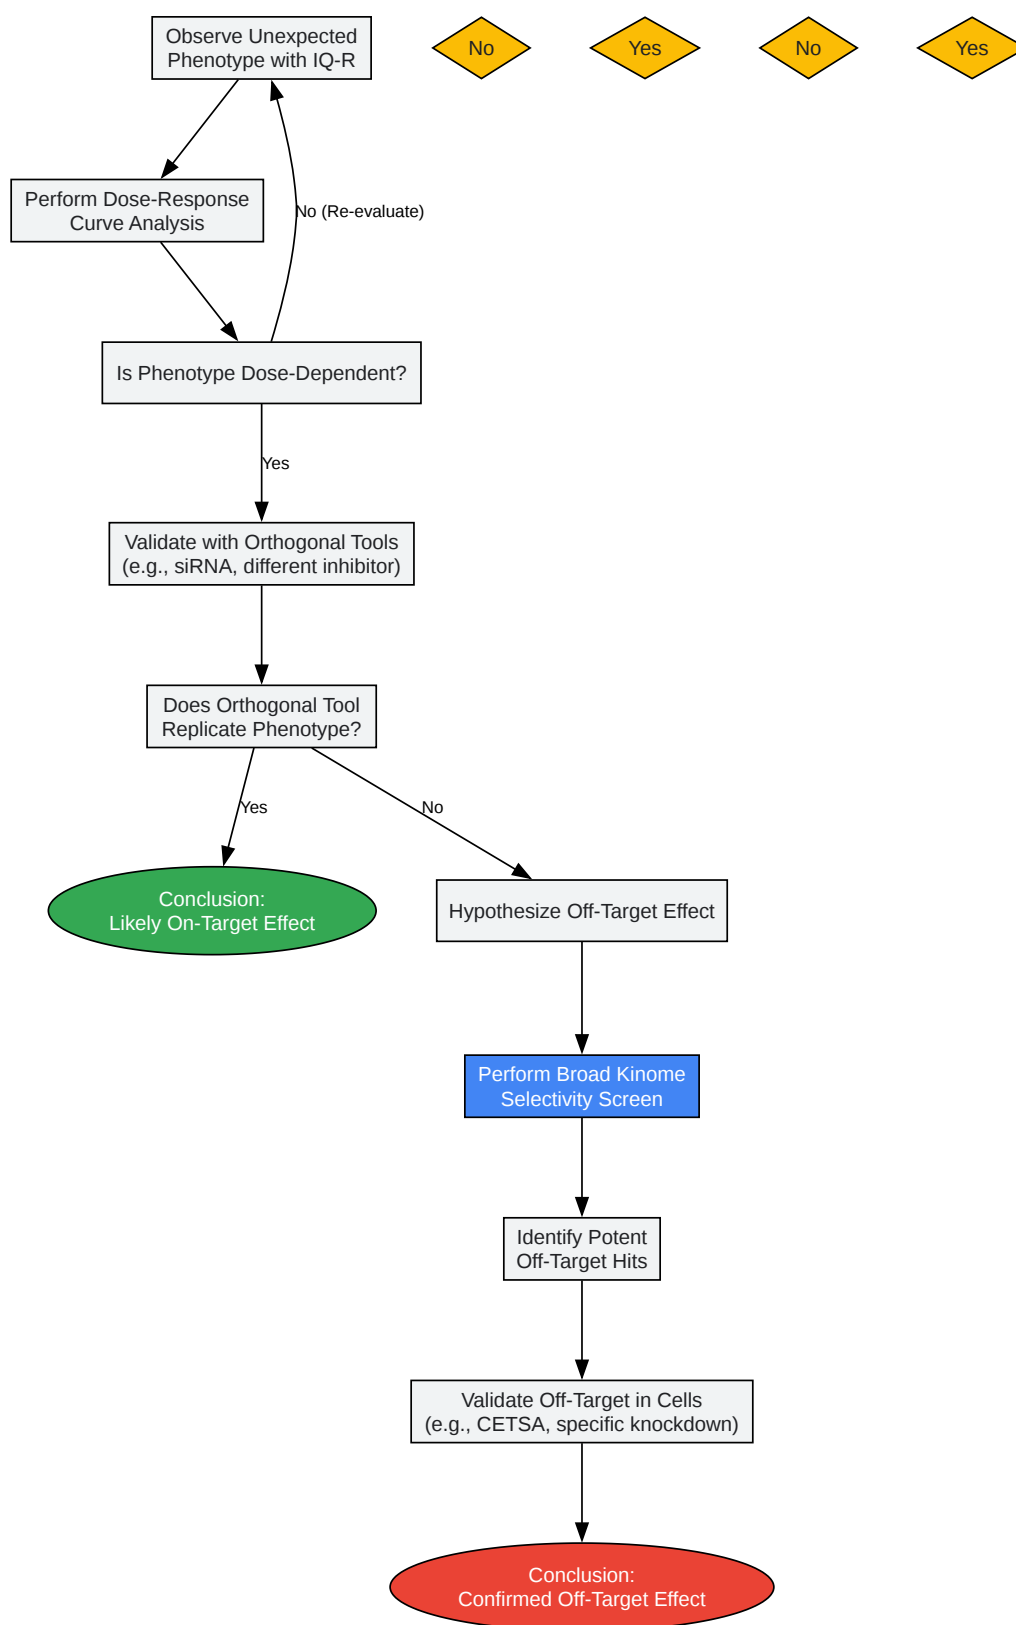 Observe Unexpected
Phenotype with IQ-R
No
Yes
No
Yes
Perform Dose-Response
Curve Analysis
No (Re-evaluate)
Is Phenotype Dose-Dependent?
Yes
Validate with Orthogonal Tools
(e.g., siRNA, different inhibitor)
Does Orthogonal Tool
Replicate Phenotype?
Yes
No
Conclusion:
Likely On-Target Effect
Hypothesize Off-Target Effect
Perform Broad Kinome
Selectivity Screen
Identify Potent
Off-Target Hits
Validate Off-Target in Cells
(e.g., CETSA, specific knockdown)
Conclusion:
Confirmed Off-Target Effect